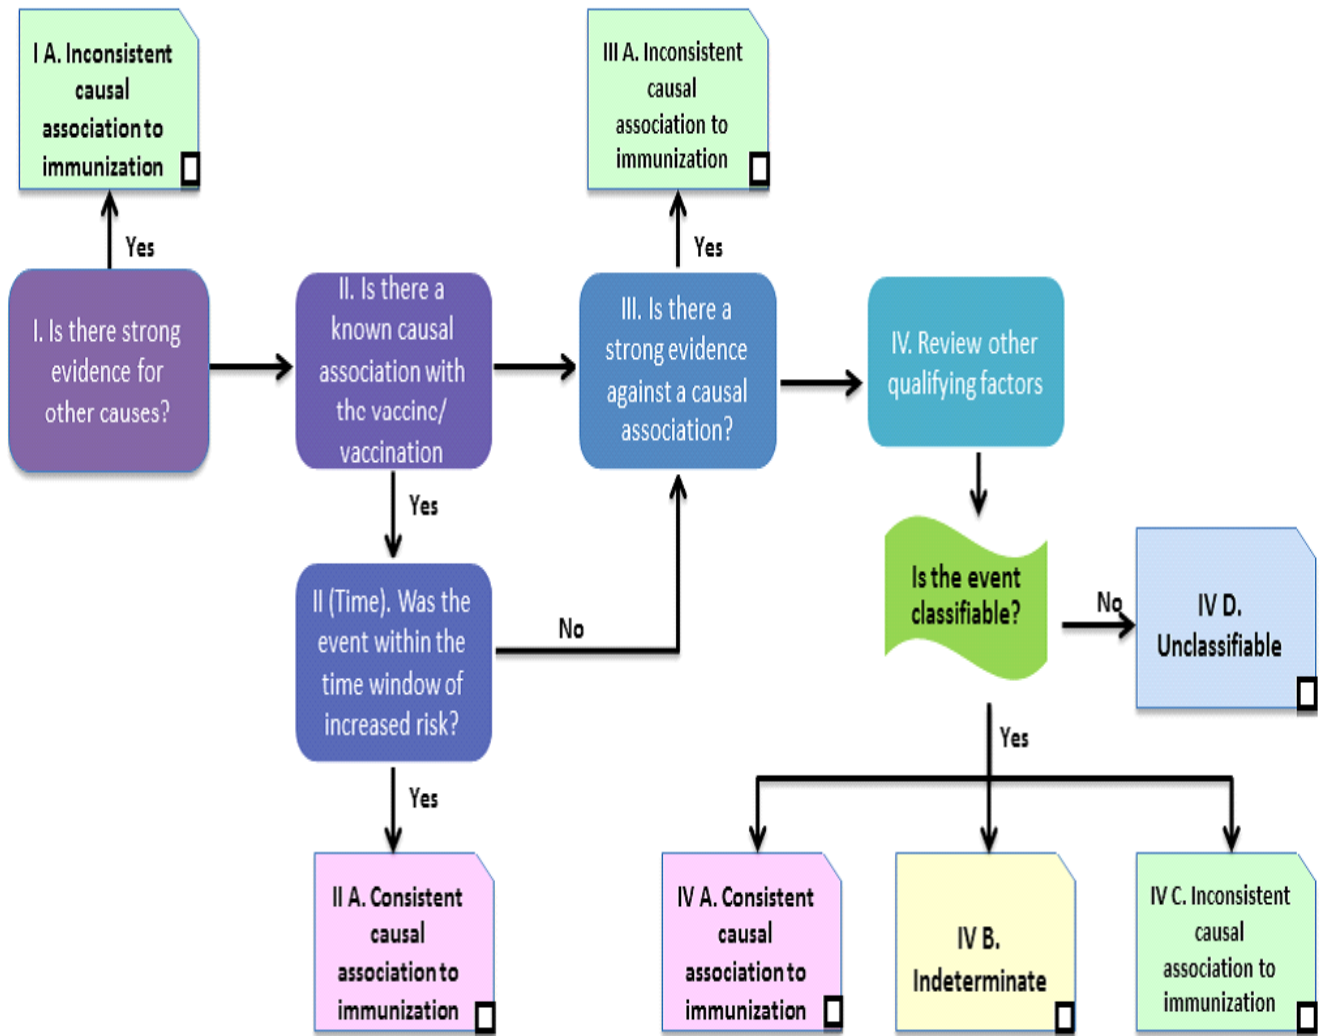 I A. Inconsistent
causal
association to
immunization
III A. Inconsistent
causal
association to
immunization
Yes
Yes
I. Is there strong
evidence for
other causes?
II. Is there a
known causal
association with
the vaccine/
vaccination
III. Is there a
strong evidence
against a causal
association?
IV. Review other
qualifying factors
Yes
II (Time). Was the
event within the
time window of
increased risk?
No
Is the event
classifiable?
No
IV D.
Unclassifiable
Yes
Yes
II A. Consistent
causal
association to
immunization
IV A. Consistent
causal
association to
immunization
IV B.
Indeterminate
IV C. Inconsistent
causal
association to
immunization